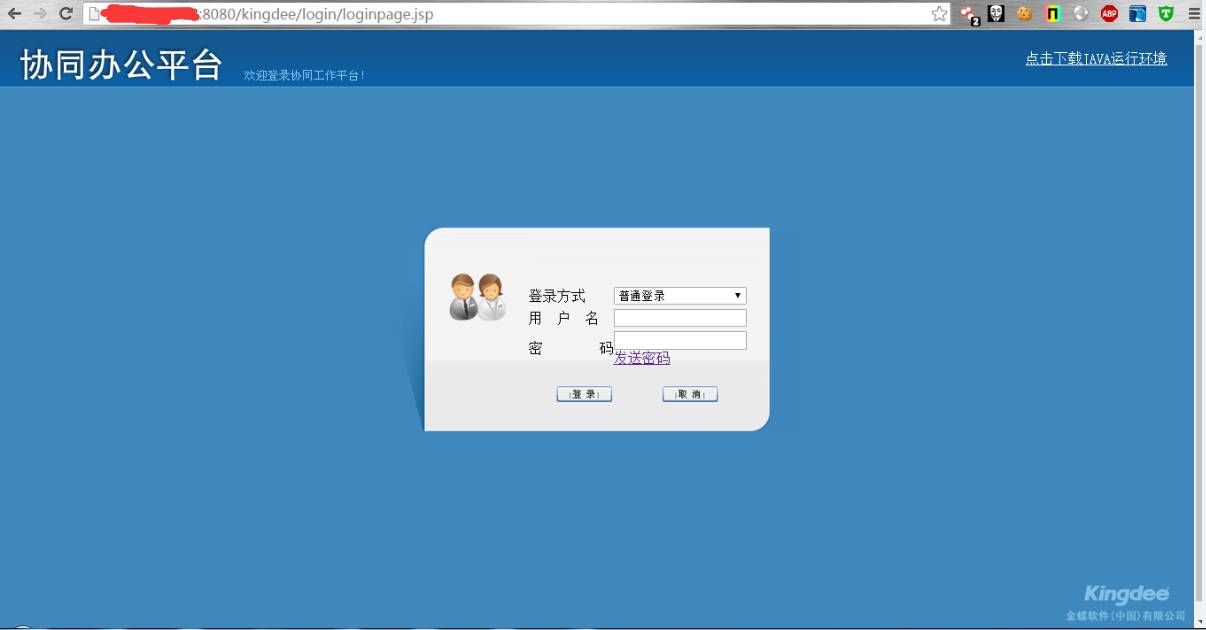 :8080/kingdee/login/loginpage.jsp
2
ABP
T
协同办公平台
欢迎登录协同工作平台!
点击下载JAVA运行环境
登录方式
普通登录
用 户 名
密 码
发送密码
登 录
取 消
Kingdee
金蝶软件(中国)有限公司